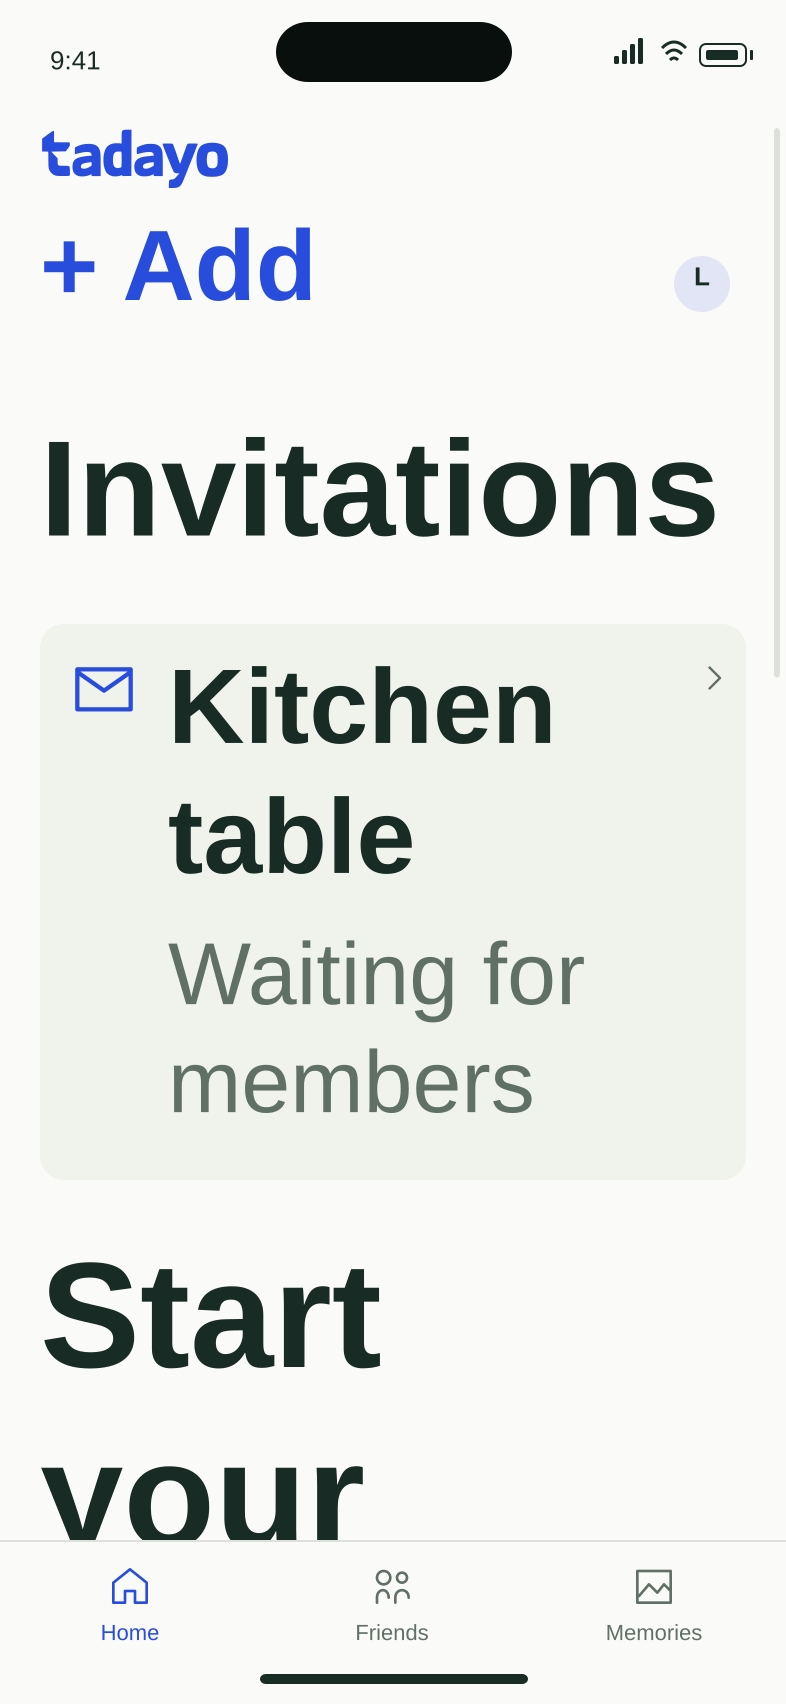 9:41
tadayo
+ Add
L
Invitations
Kitchen
table
Waiting for
members
Start
your
Home
Friends
Memories